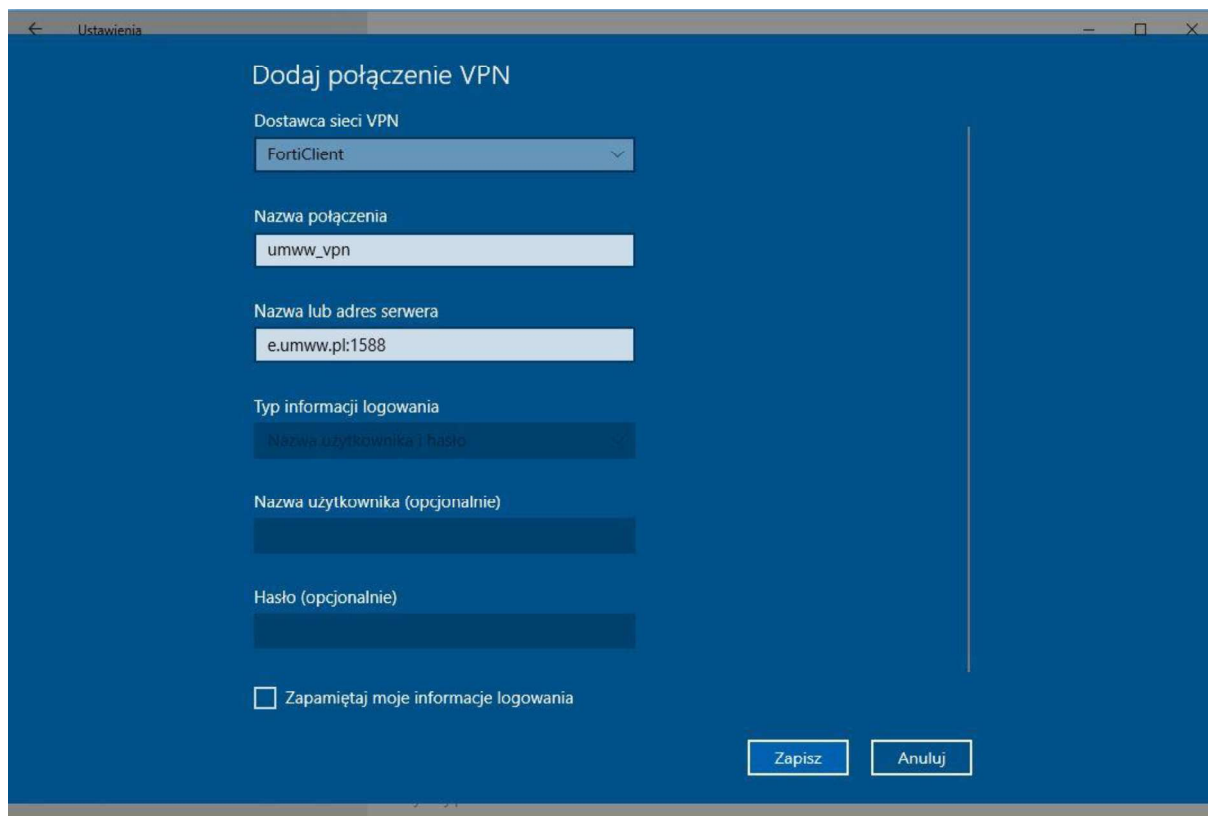 Ustawienia
Dodaj połączenie VPN
Dostawca sieci VPN
FortiClient
Nazwa połączenia
umww_vpn
Nazwa lub adres serwera
e.umww.pl:1588
Typ informacji logowania
Nazwa użytkownika i hasło
Nazwa użytkownika (opcjonalnie)
Hasło (opcjonalnie)
Zapamiętaj moje informacje logowania
Zapisz Anuluj